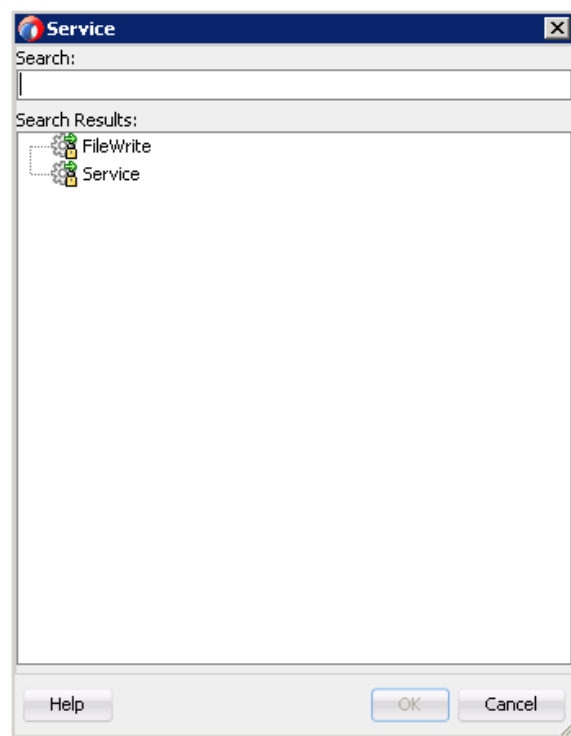 Service
Search:
Search Results:
FileWrite
Service
Help
OK
Cancel